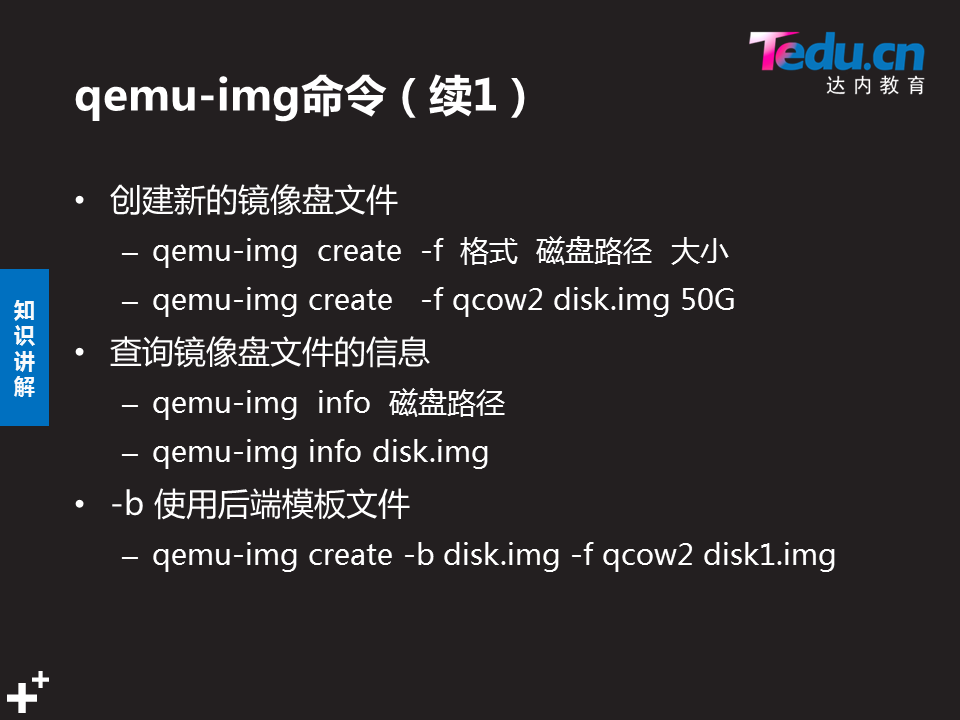 Tedu.cn
达内教育
qemu-img命令（续1）
• 创建新的镜像盘文件
– qemu-img create -f 格式 磁盘路径 大小
– qemu-img create -f qcow2 disk.img 50G
• 查询镜像盘文件的信息
– qemu-img info 磁盘路径
– qemu-img info disk.img
• -b 使用后端模板文件
– qemu-img create -b disk.img -f qcow2 disk1.img
知
识
讲
解